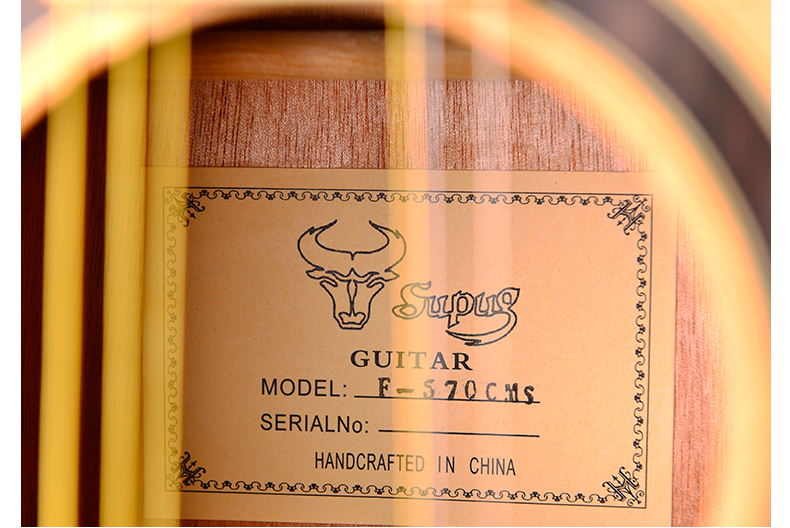 Supug
GUITAR
MODEL: F-570CMS
SERIALNo:
HANDCRAFTED IN CHINA